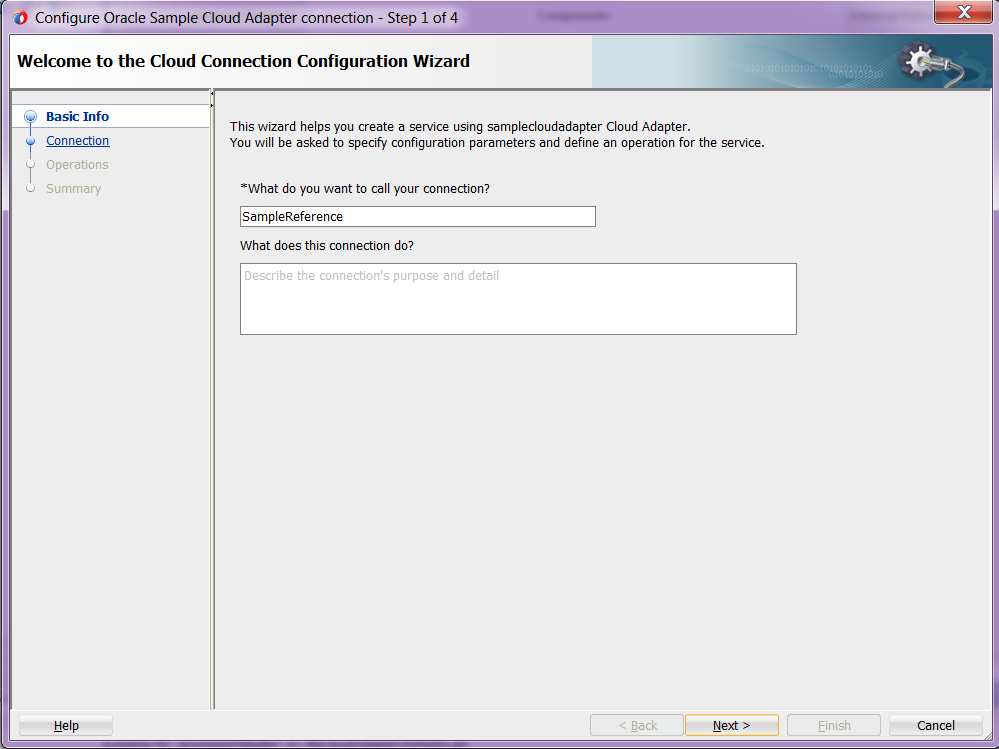 Configure Oracle Sample Cloud Adapter connection - Step 1 of 4
Welcome to the Cloud Connection Configuration Wizard
Basic Info
Connection
Operations
Summary
This wizard helps you create a service using samplecloudadapter Cloud Adapter.
You will be asked to specify configuration parameters and define an operation for the service.
*What do you want to call your connection?
SampleReference
What does this connection do?
Describe the connection's purpose and detail
Help
< Back
Next >
Finish
Cancel